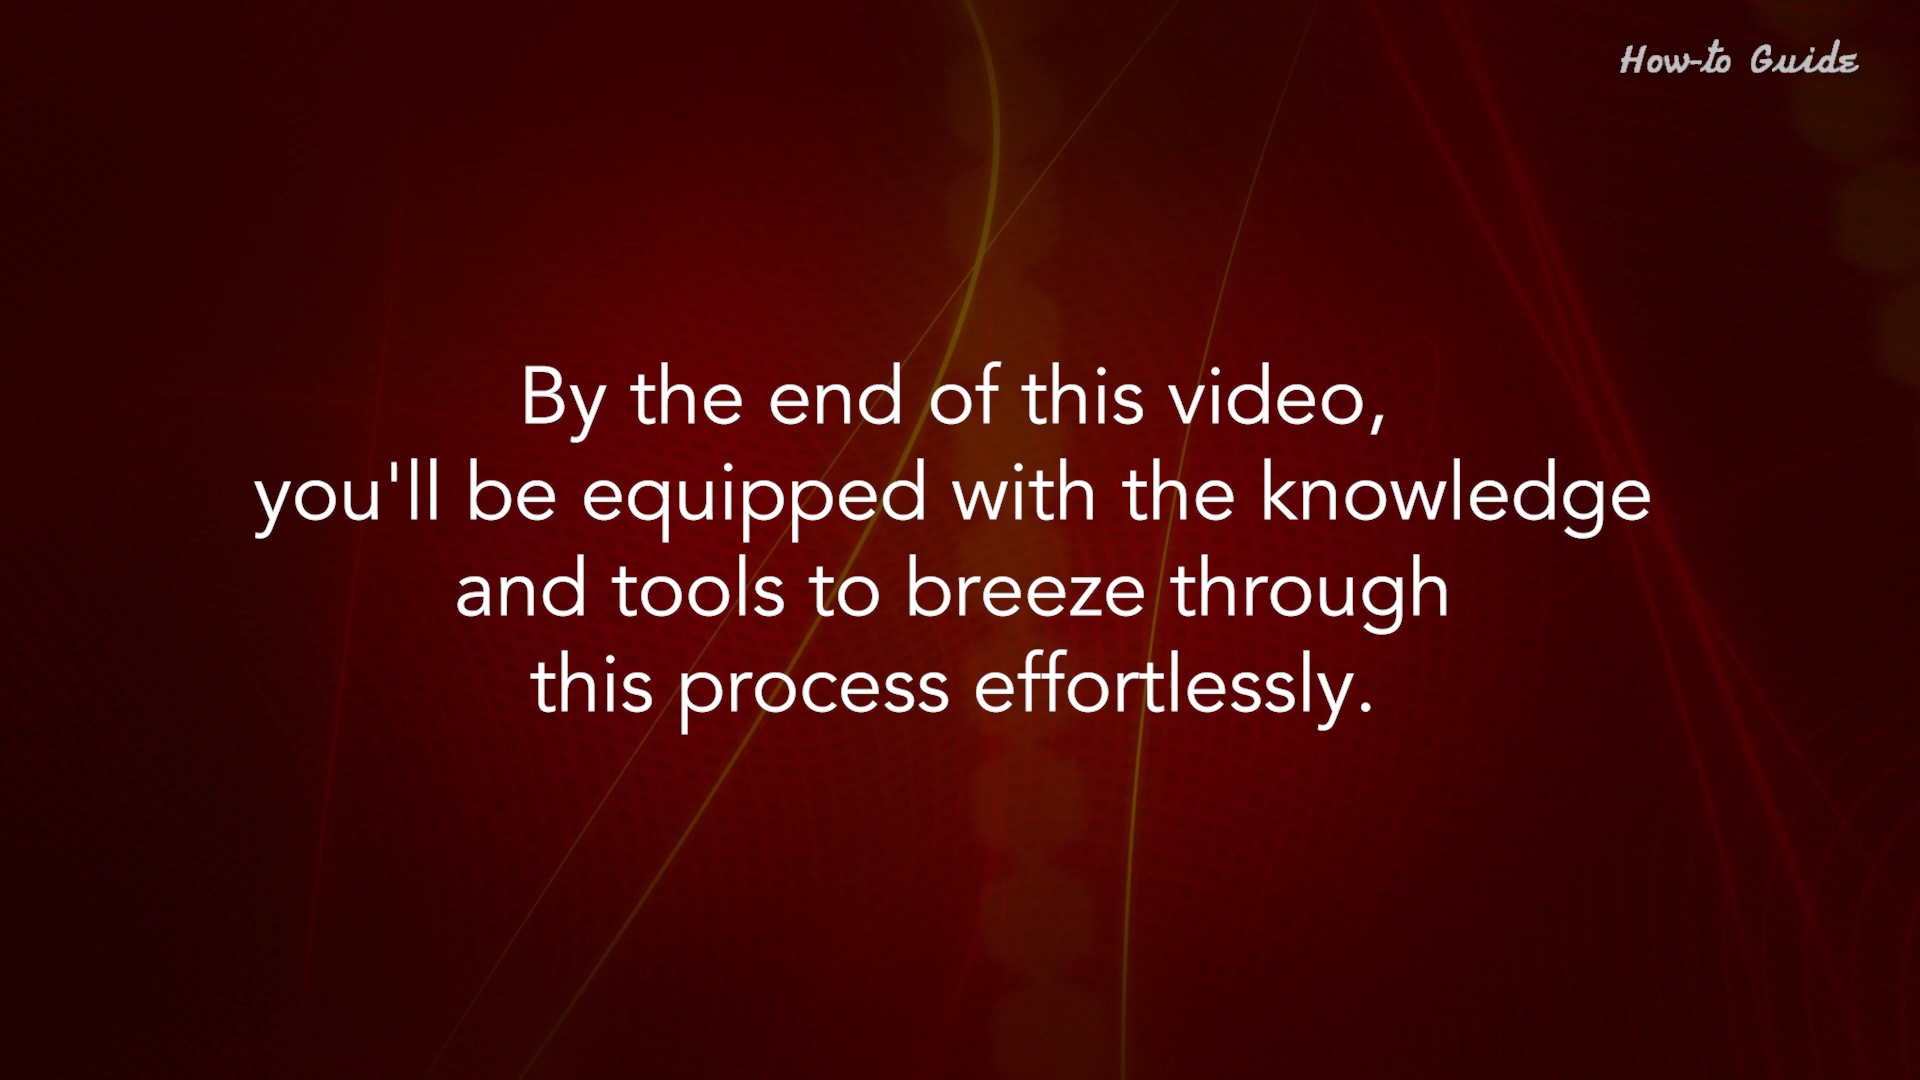 How-to Guide
By the end of this video,
you'll be equipped with the knowledge
and tools to breeze through
this process effortlessly.